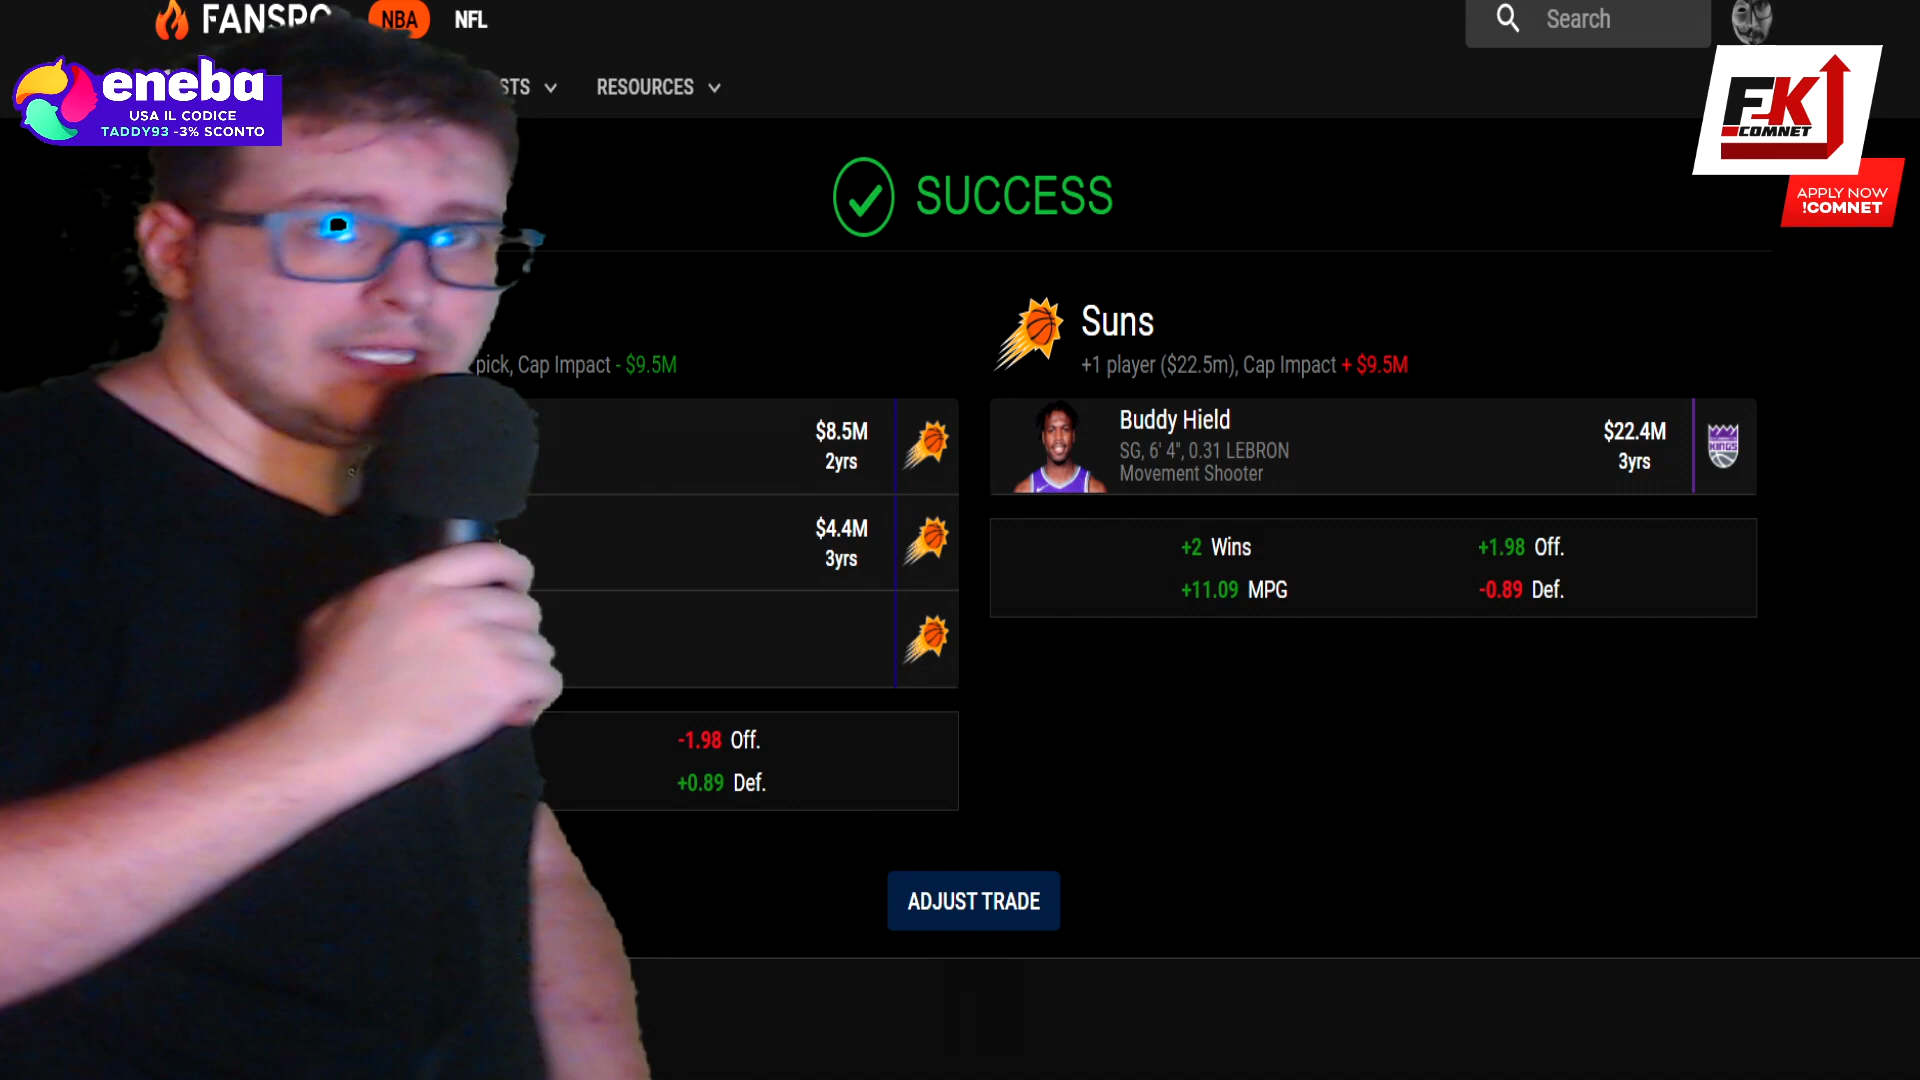 FANSPO
NBA
NFL
Search
eneba
USA IL CODICE
TADDY93 -3% SCONTO
STS
RESOURCES
EK
COMNET
APPLY NOW
!COMNET
SUCCESS
pick, Cap Impact - $9.5M
Suns
+1 player ($22.5m), Cap Impact + $9.5M
$8.5M
2yrs
$4.4M
3yrs
Buddy Hield
SG, 6' 4", 0.31 LEBRON
Movement Shooter
$22.4M
3yrs
KINGS
+2 Wins
+1.98 Off.
+11.09 MPG
-0.89 Def.
-1.98 Off.
+0.89 Def.
ADJUST TRADE